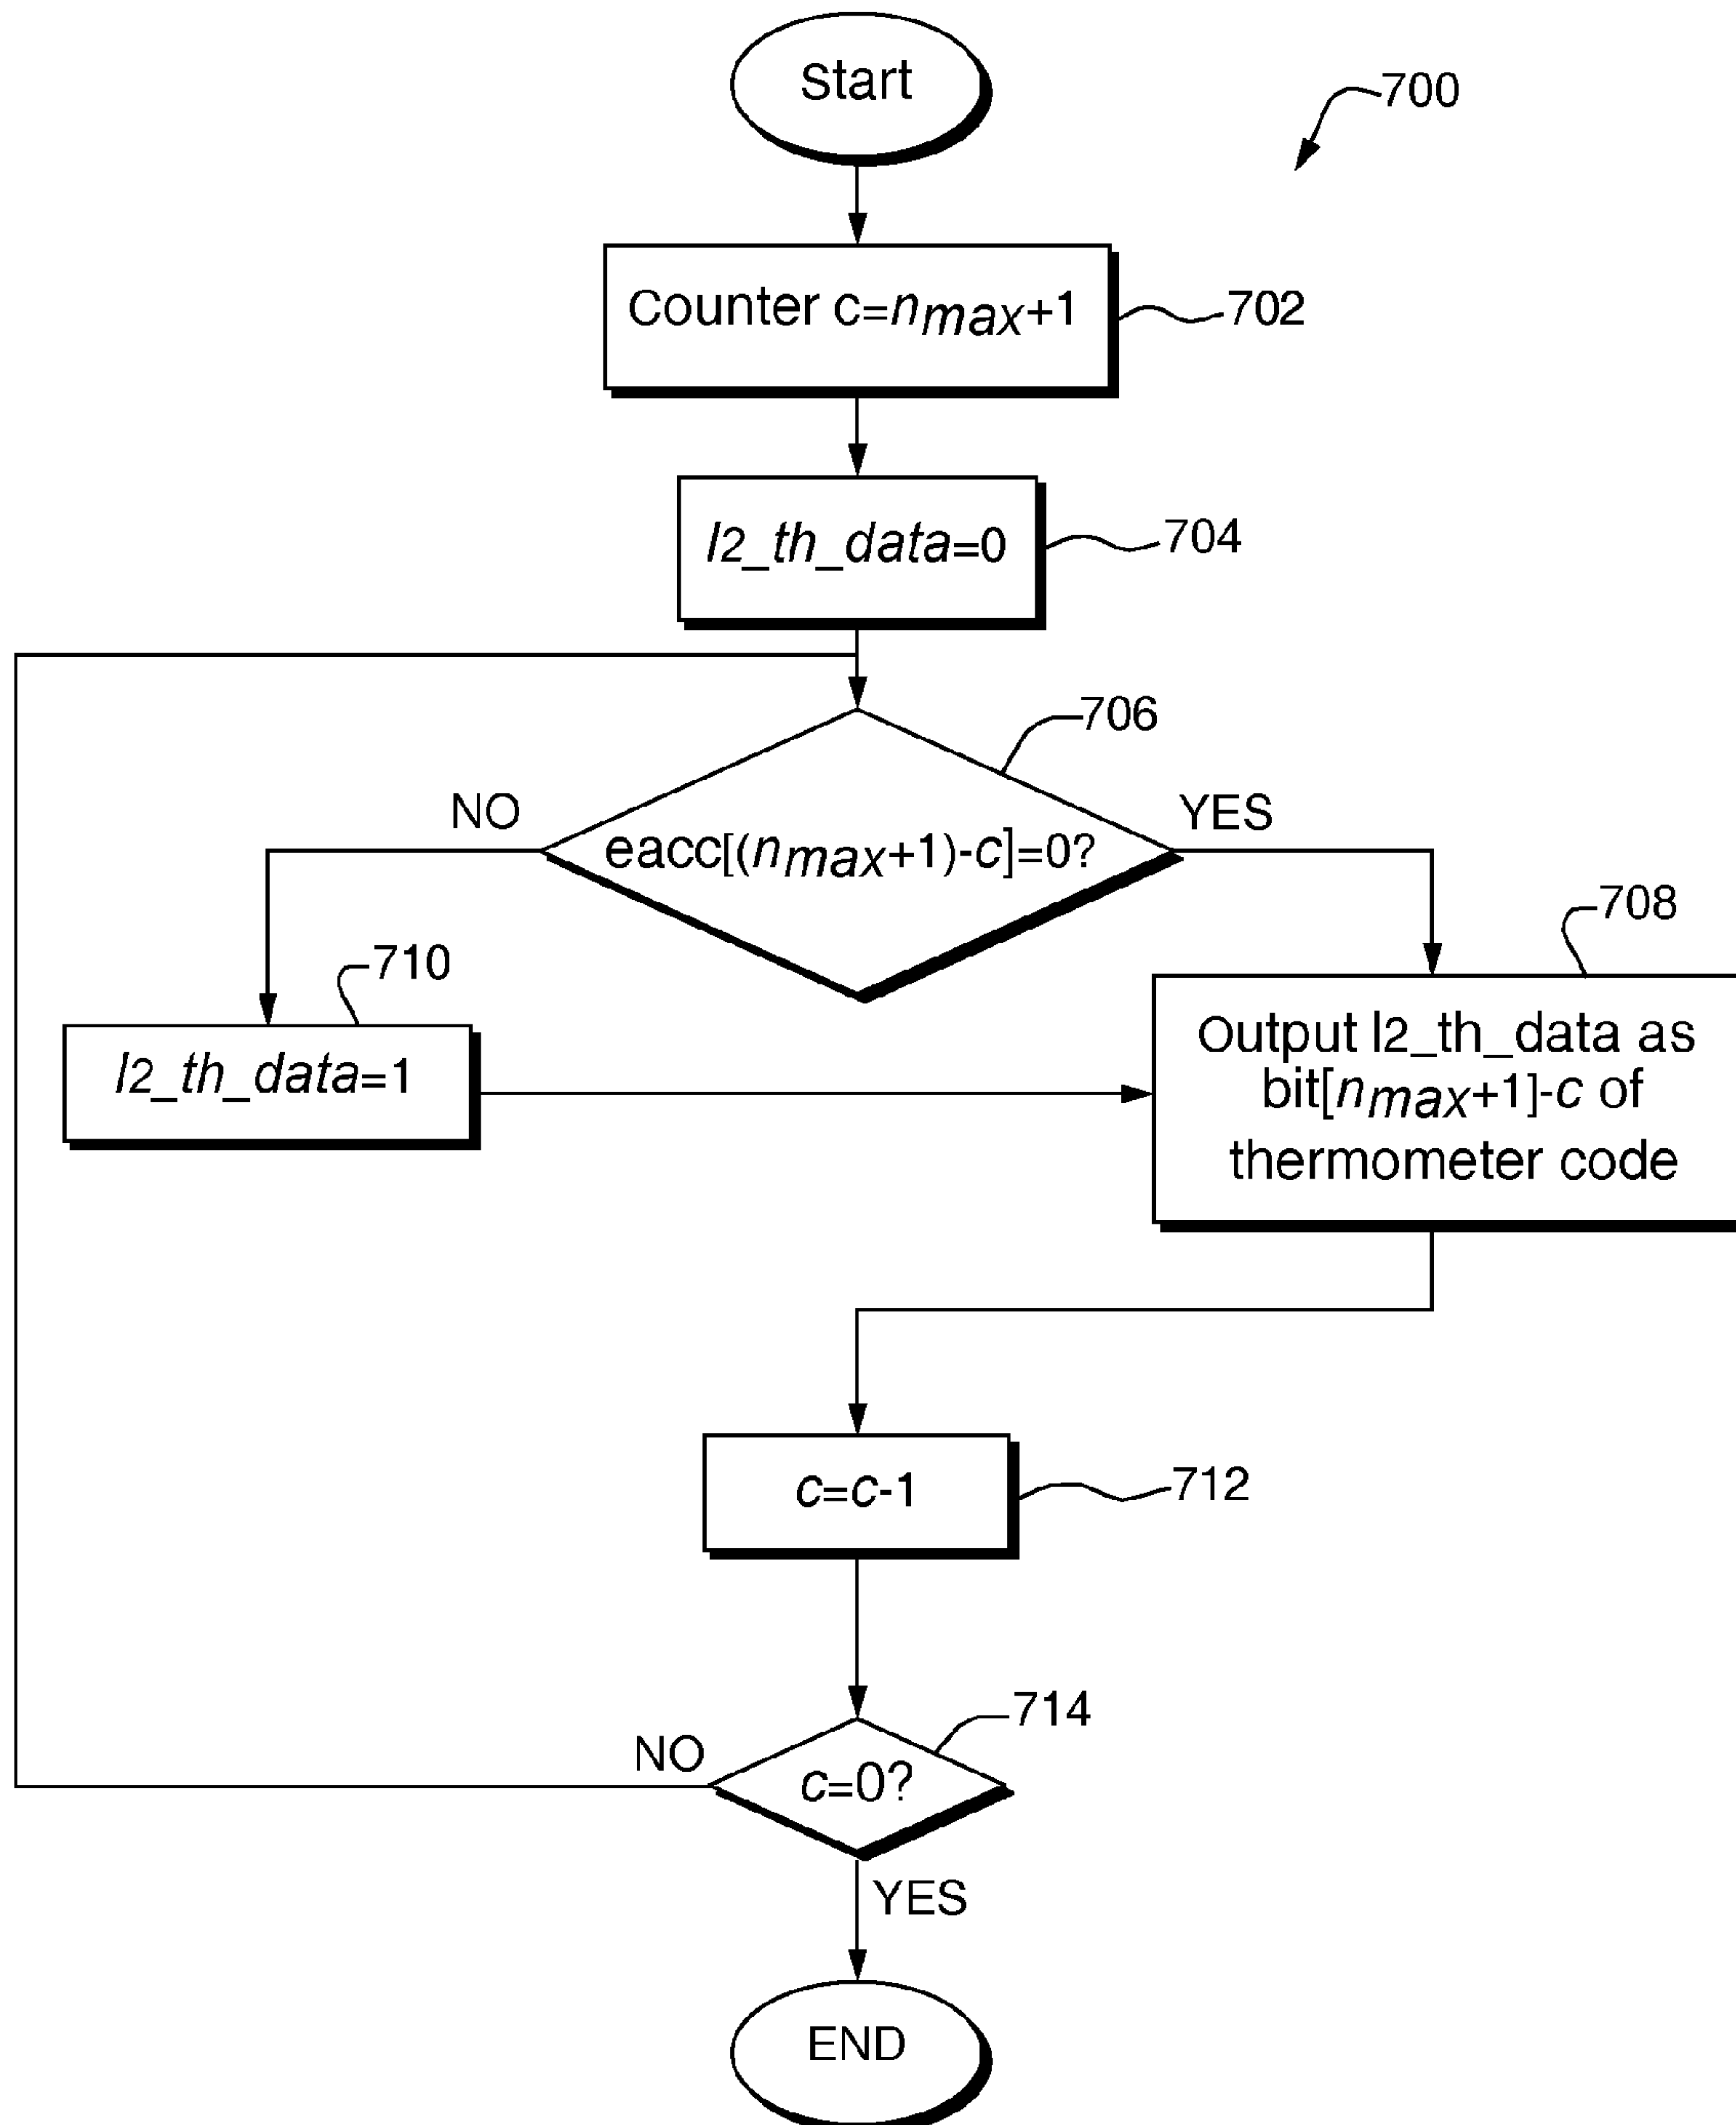 Start
700
Counter c=nmax+1
702
l2_th_data=0
704
706
NO
YES
eacc[(nmax+1)-c]=0?
708
710
Output l2_th_data as
bit[nmax+1]-c of
thermometer code
l2_th_data=1
c=c-1
712
714
NO
c=0?
YES
END